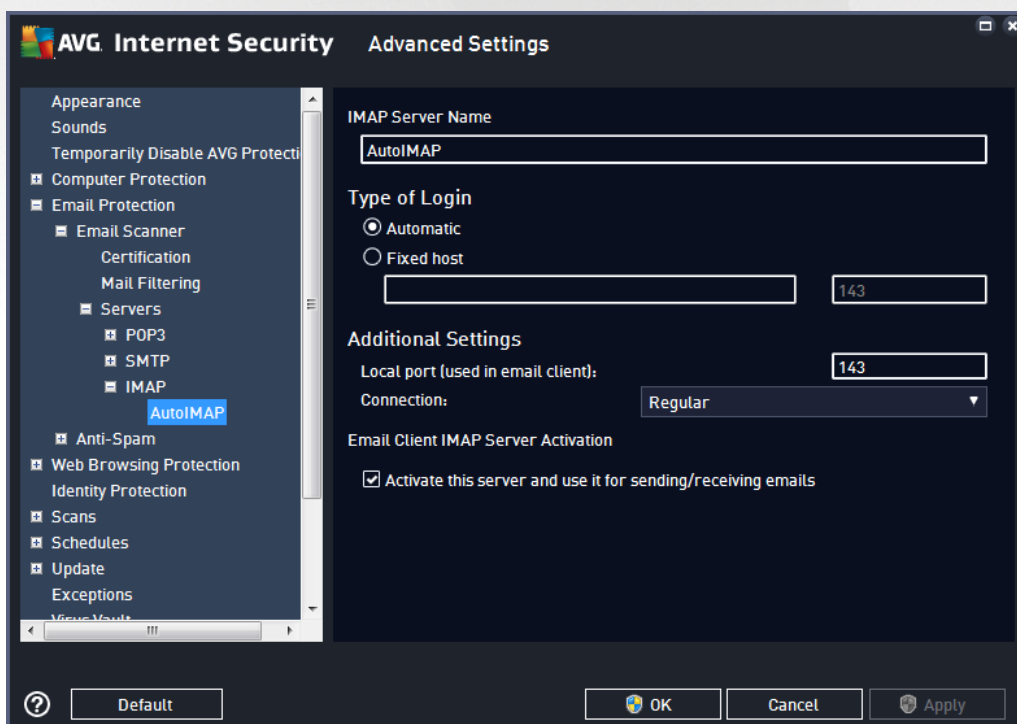 AVG. Internet Security Advanced Settings
Appearance
Sounds
Temporarily Disable AVG Protecti
Computer Protection
Email Protection
Email Scanner
Certification
Mail Filtering
Servers
POP3
SMTP
IMAP
AutoIMAP
Anti-Spam
Web Browsing Protection
Identity Protection
Scans
Schedules
Update
Exceptions
Virus Vault
IMAP Server Name
AutoIMAP
Type of Login
Automatic
Fixed host
143
Additional Settings
Local port (used in email client): 143
Connection: Regular
Email Client IMAP Server Activation
Activate this server and use it for sending/receiving emails
Default OK Cancel Apply